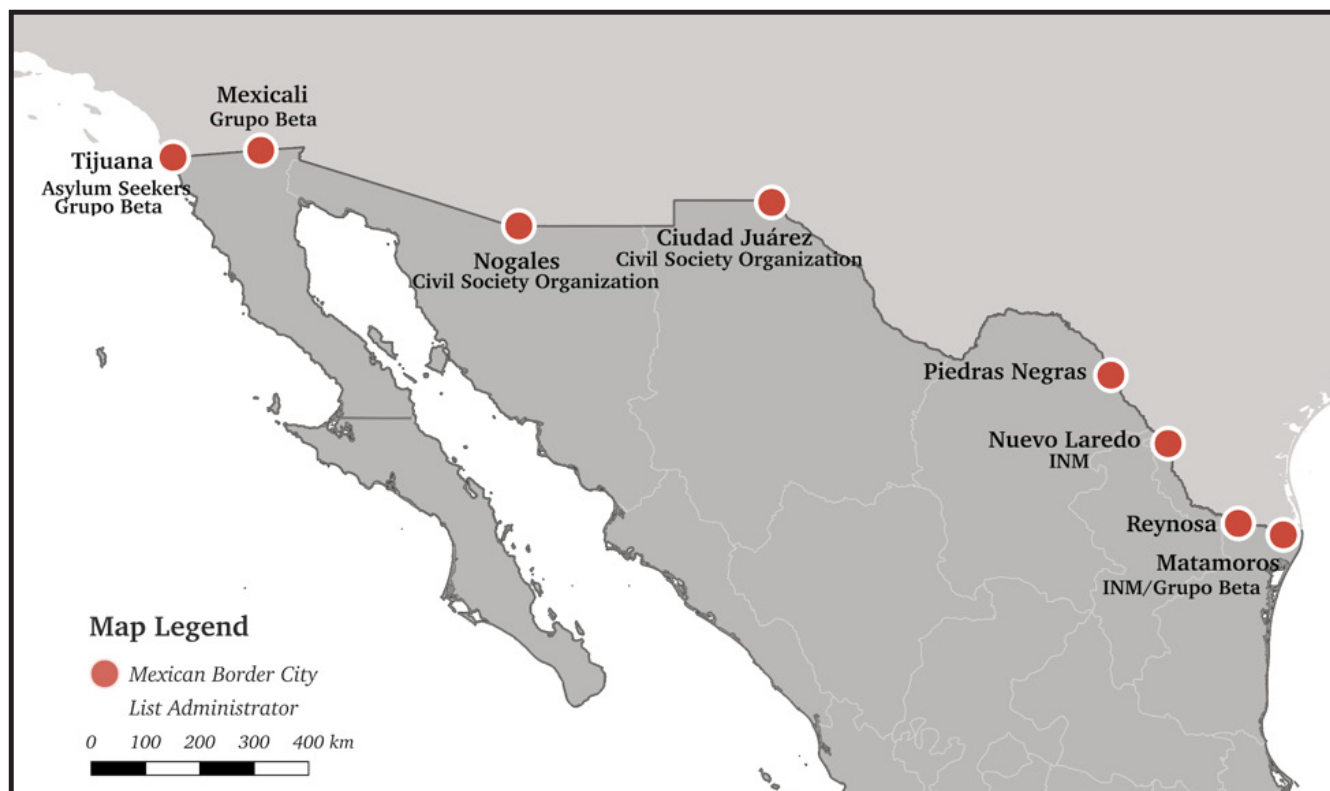 Mexicali
Grupo Beta
Tijuana
Asylum Seekers
Grupo Beta
Nogales
Civil Society Organization
Ciudad Juárez
Civil Society Organization
Piedras Negras
Nuevo Laredo
INM
Reynosa
Matamoros
INM/Grupo Beta
Map Legend
Mexican Border City
List Administrator
0 100 200 300 400 km